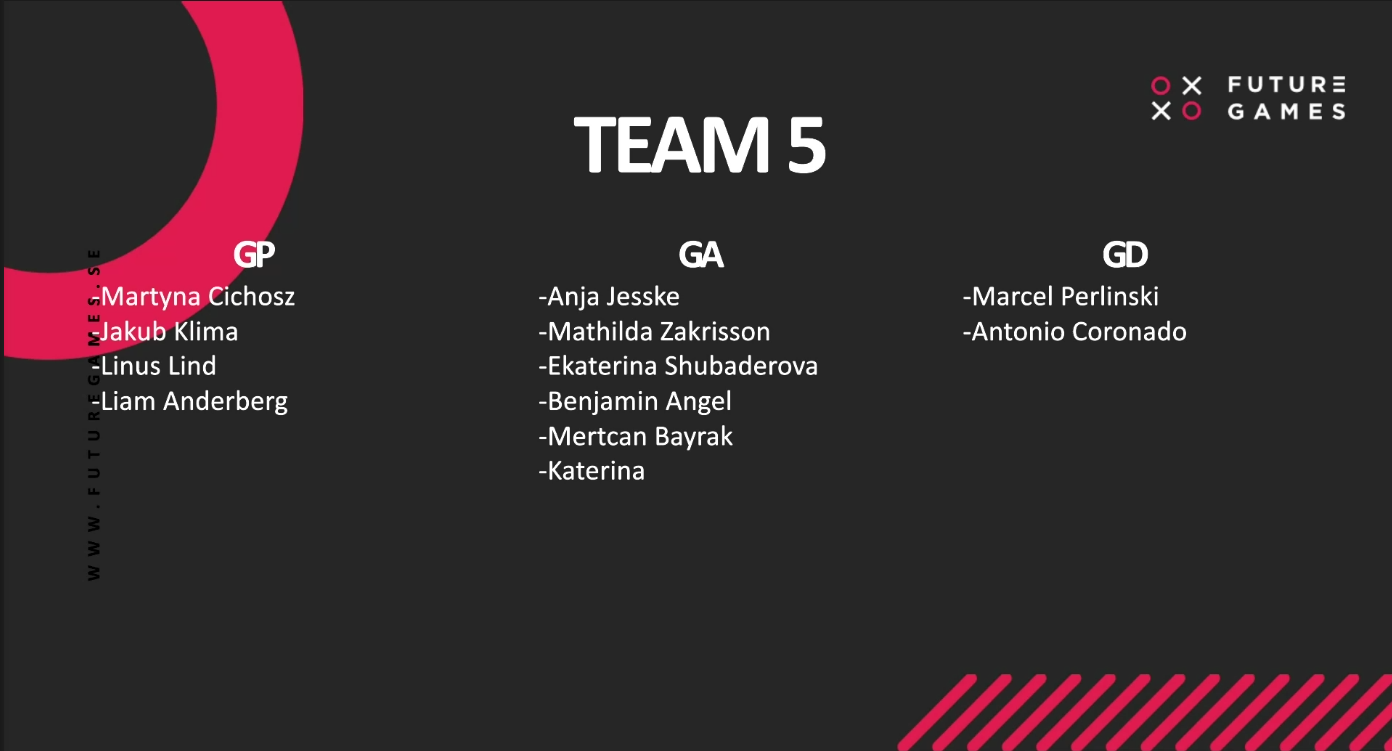 FUTURE
GAMES
TEAM 5
GP
-Martyna Cichosz
-Jakub Klima
-Linus Lind
-Liam Anderberg
GA
-Anja Jesske
-Mathilda Zakrisson
-Ekaterina Shubaderova
-Benjamin Angel
-Mertcan Bayrak
-Katerina
GD
-Marcel Perlinski
-Antonio Coronado
WWW.FUTUREGAMES.SE